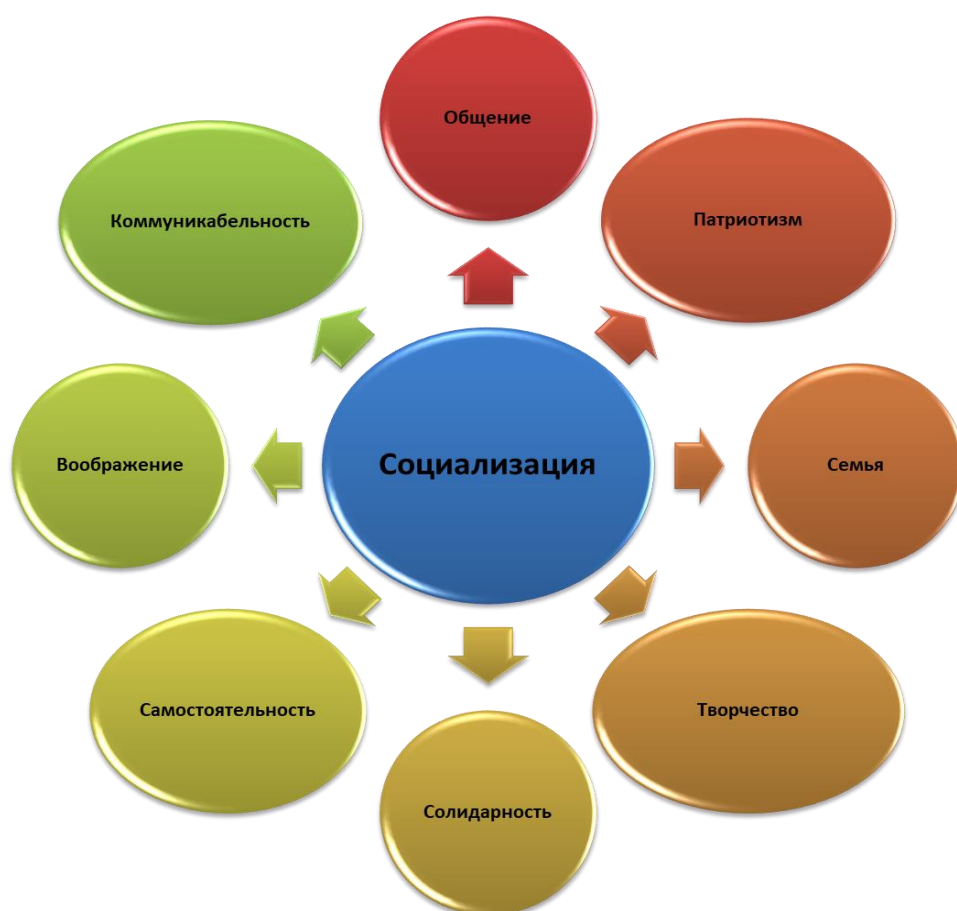 Общение
Коммуникабельность
Патриотизм
Воображение
Социализация
Семья
Самостоятельность
Творчество
Солидарность